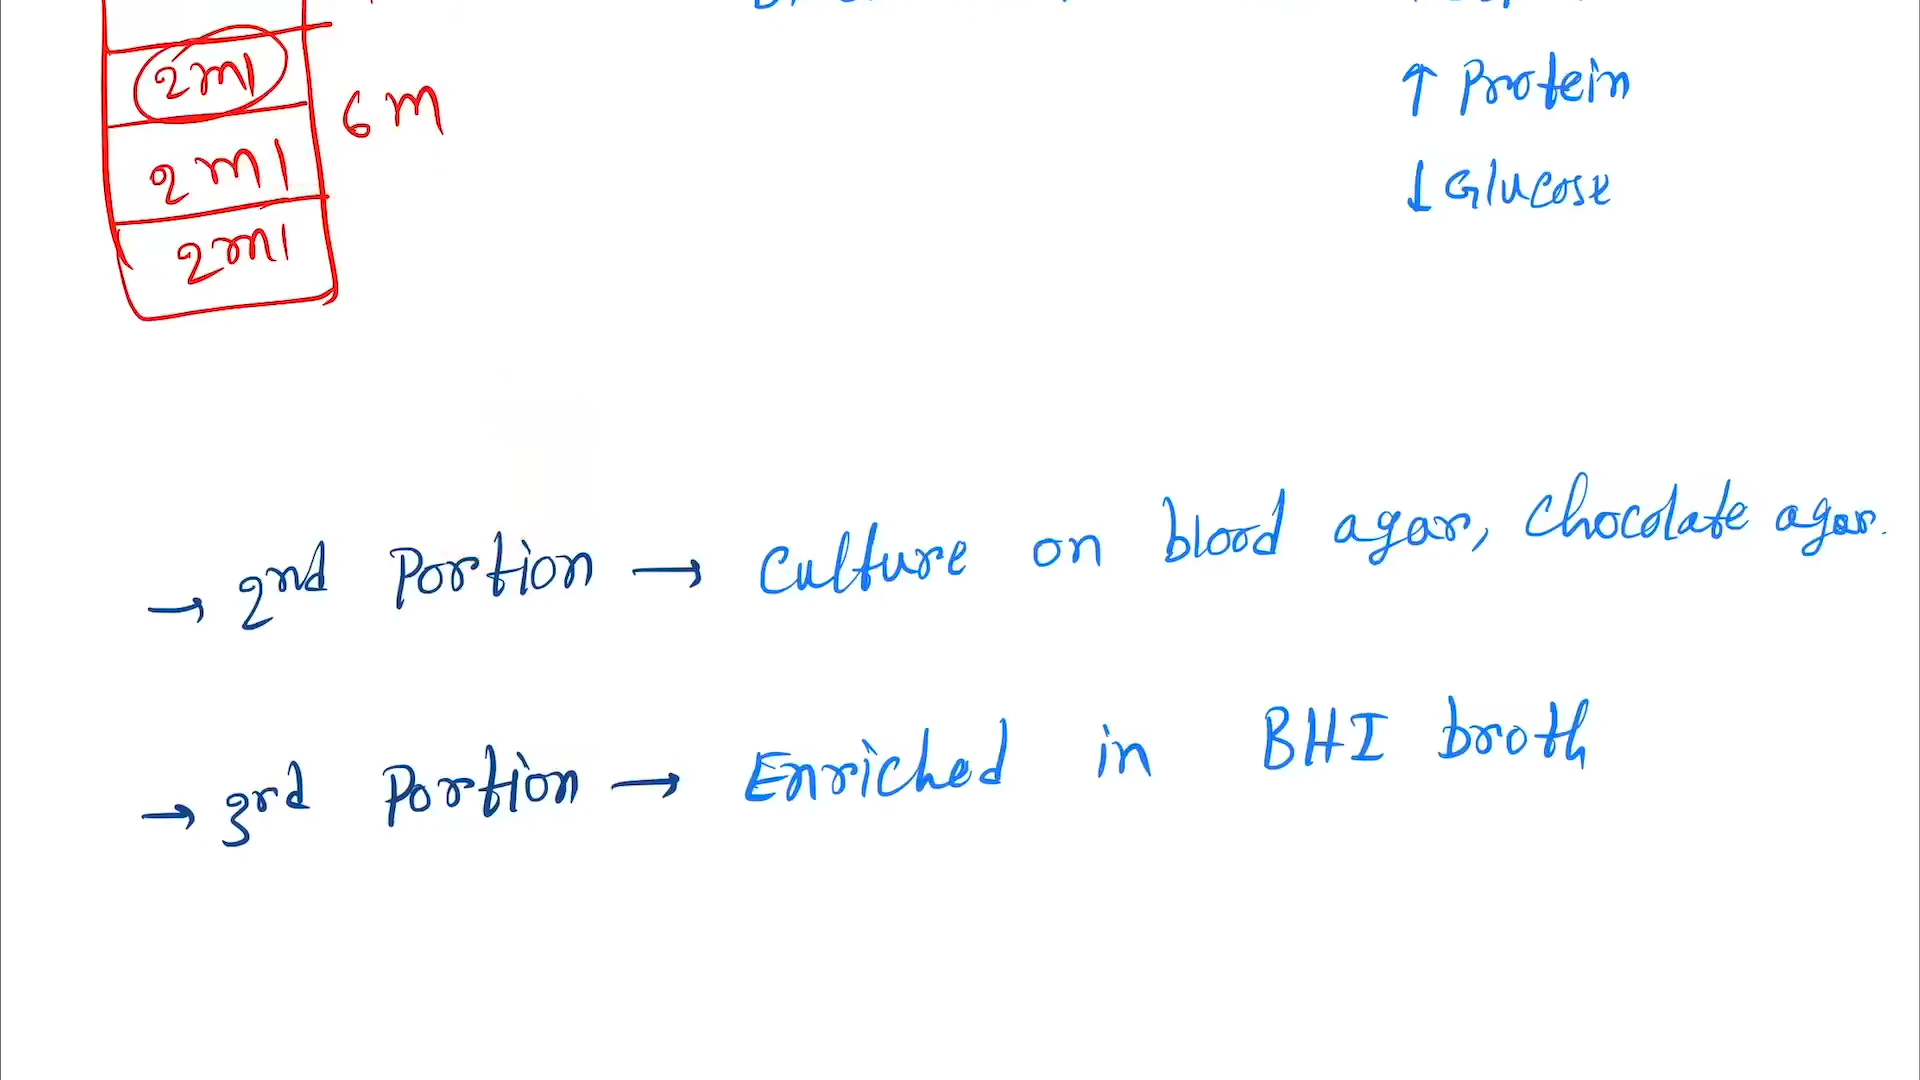 2ml
6 m
2ml
2ml
↑ Protein
↓ Glucose
→ 2nd Portion → Culture on blood agar, chocolate agar.
→ 3rd Portion → Enriched in BHI broth